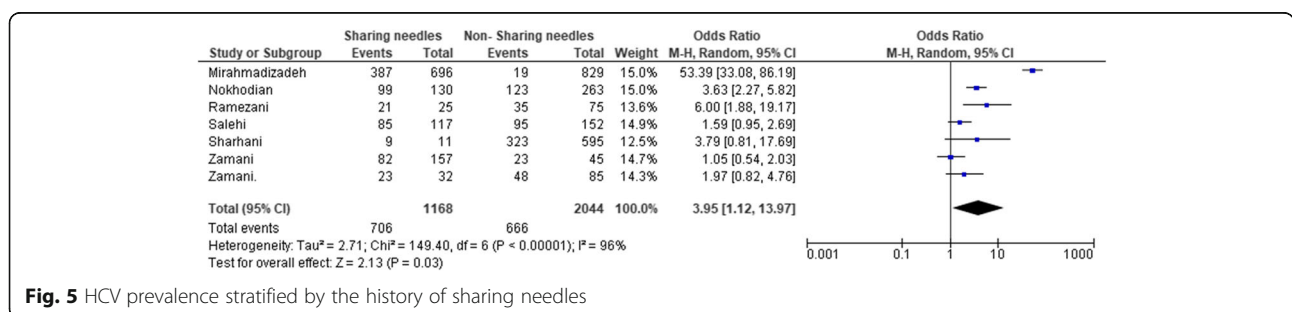 Sharing needles Non- Sharing needles Odds Ratio Odds Ratio
Study or Subgroup Events Total Events Total Weight M-H, Random, 95% CI M-H, Random, 95% CI
Mirahmadizadeh 387 696 19 829 15.0% 53.39 [33.08, 86.19]
Nokhodian 99 130 123 263 15.0% 3.63 [2.27, 5.82]
Ramezani 21 25 35 75 13.6% 6.00 [1.88, 19.17]
Salehi 85 117 95 152 14.9% 1.59 [0.95, 2.69]
Sharhani 9 11 323 595 12.5% 3.79 [0.81, 17.69]
Zamani 82 157 23 45 14.7% 1.05 [0.54, 2.03]
Zamani. 23 32 48 85 14.3% 1.97 [0.82, 4.76]
Total (95% CI) 1168 2044 100.0% 3.95 [1.12, 13.97]
Total events 706 666
Heterogeneity: Tau² = 2.71; Chi² = 149.40, df = 6 (P < 0.00001); I² = 96%
Test for overall effect: Z = 2.13 (P = 0.03)
0.001 0.1 1 10 1000
Fig. 5 HCV prevalence stratified by the history of sharing needles